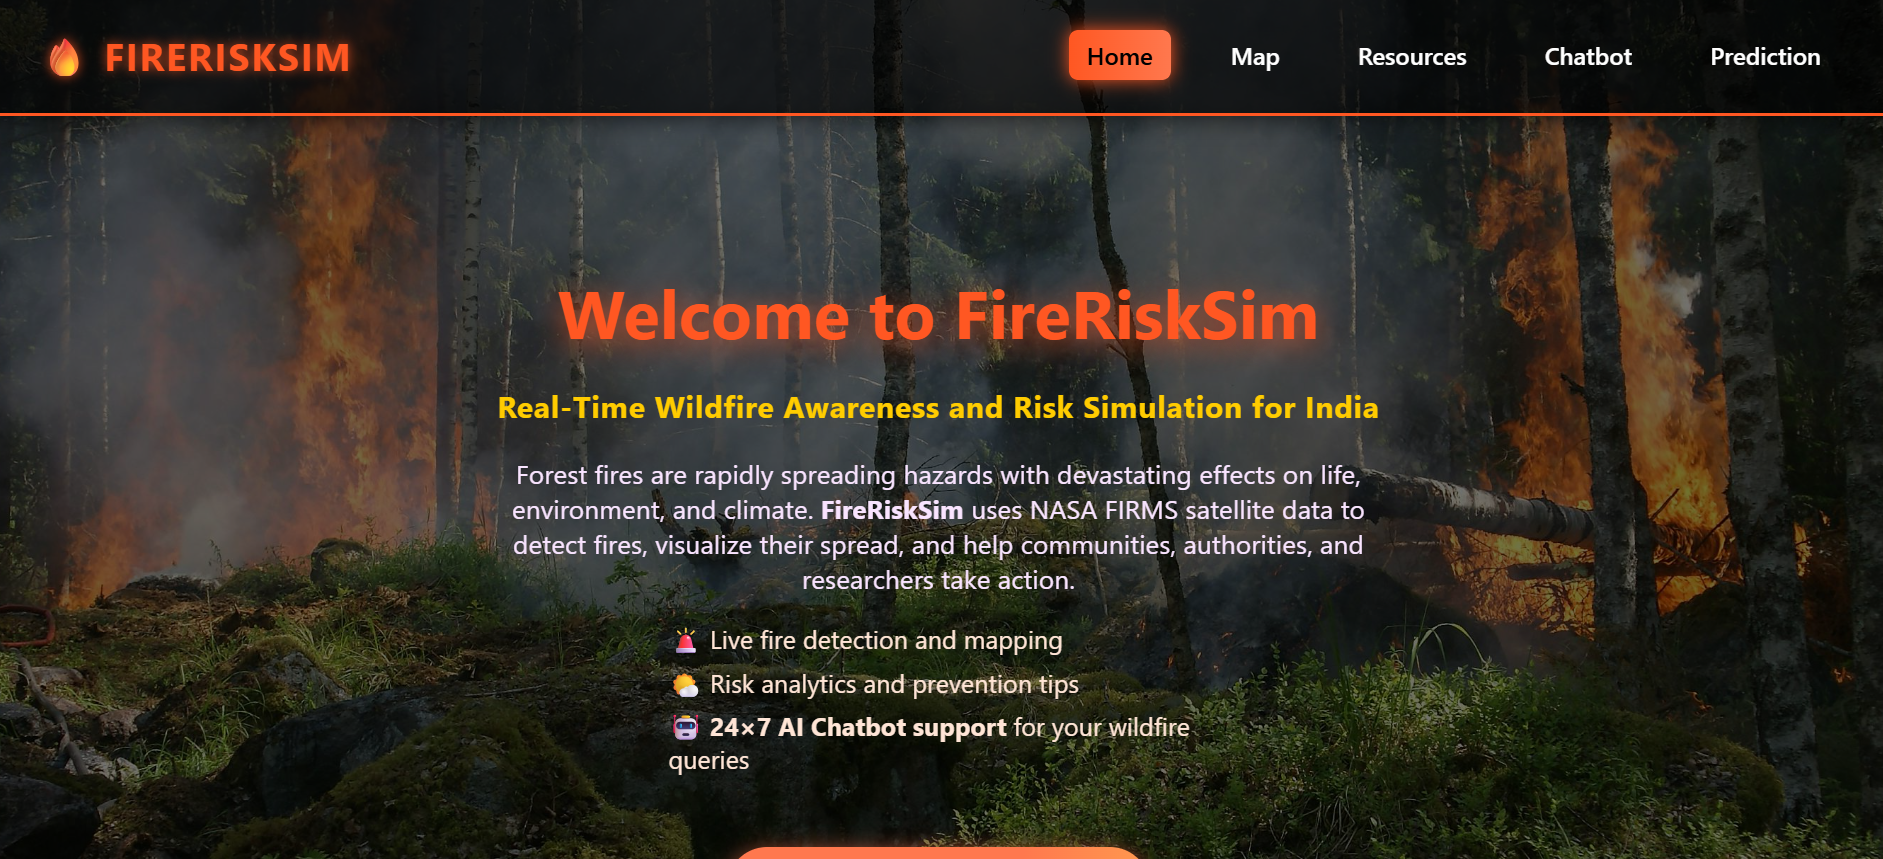 FIRERISKSIM
Home Map Resources Chatbot Prediction
Welcome to FireRiskSim
Real-Time Wildfire Awareness and Risk Simulation for India
Forest fires are rapidly spreading hazards with devastating effects on life,
environment, and climate. FireRiskSim uses NASA FIRMS satellite data to
detect fires, visualize their spread, and help communities, authorities, and
researchers take action.
Live fire detection and mapping
Risk analytics and prevention tips
24×7 AI Chatbot support for your wildfire
queries